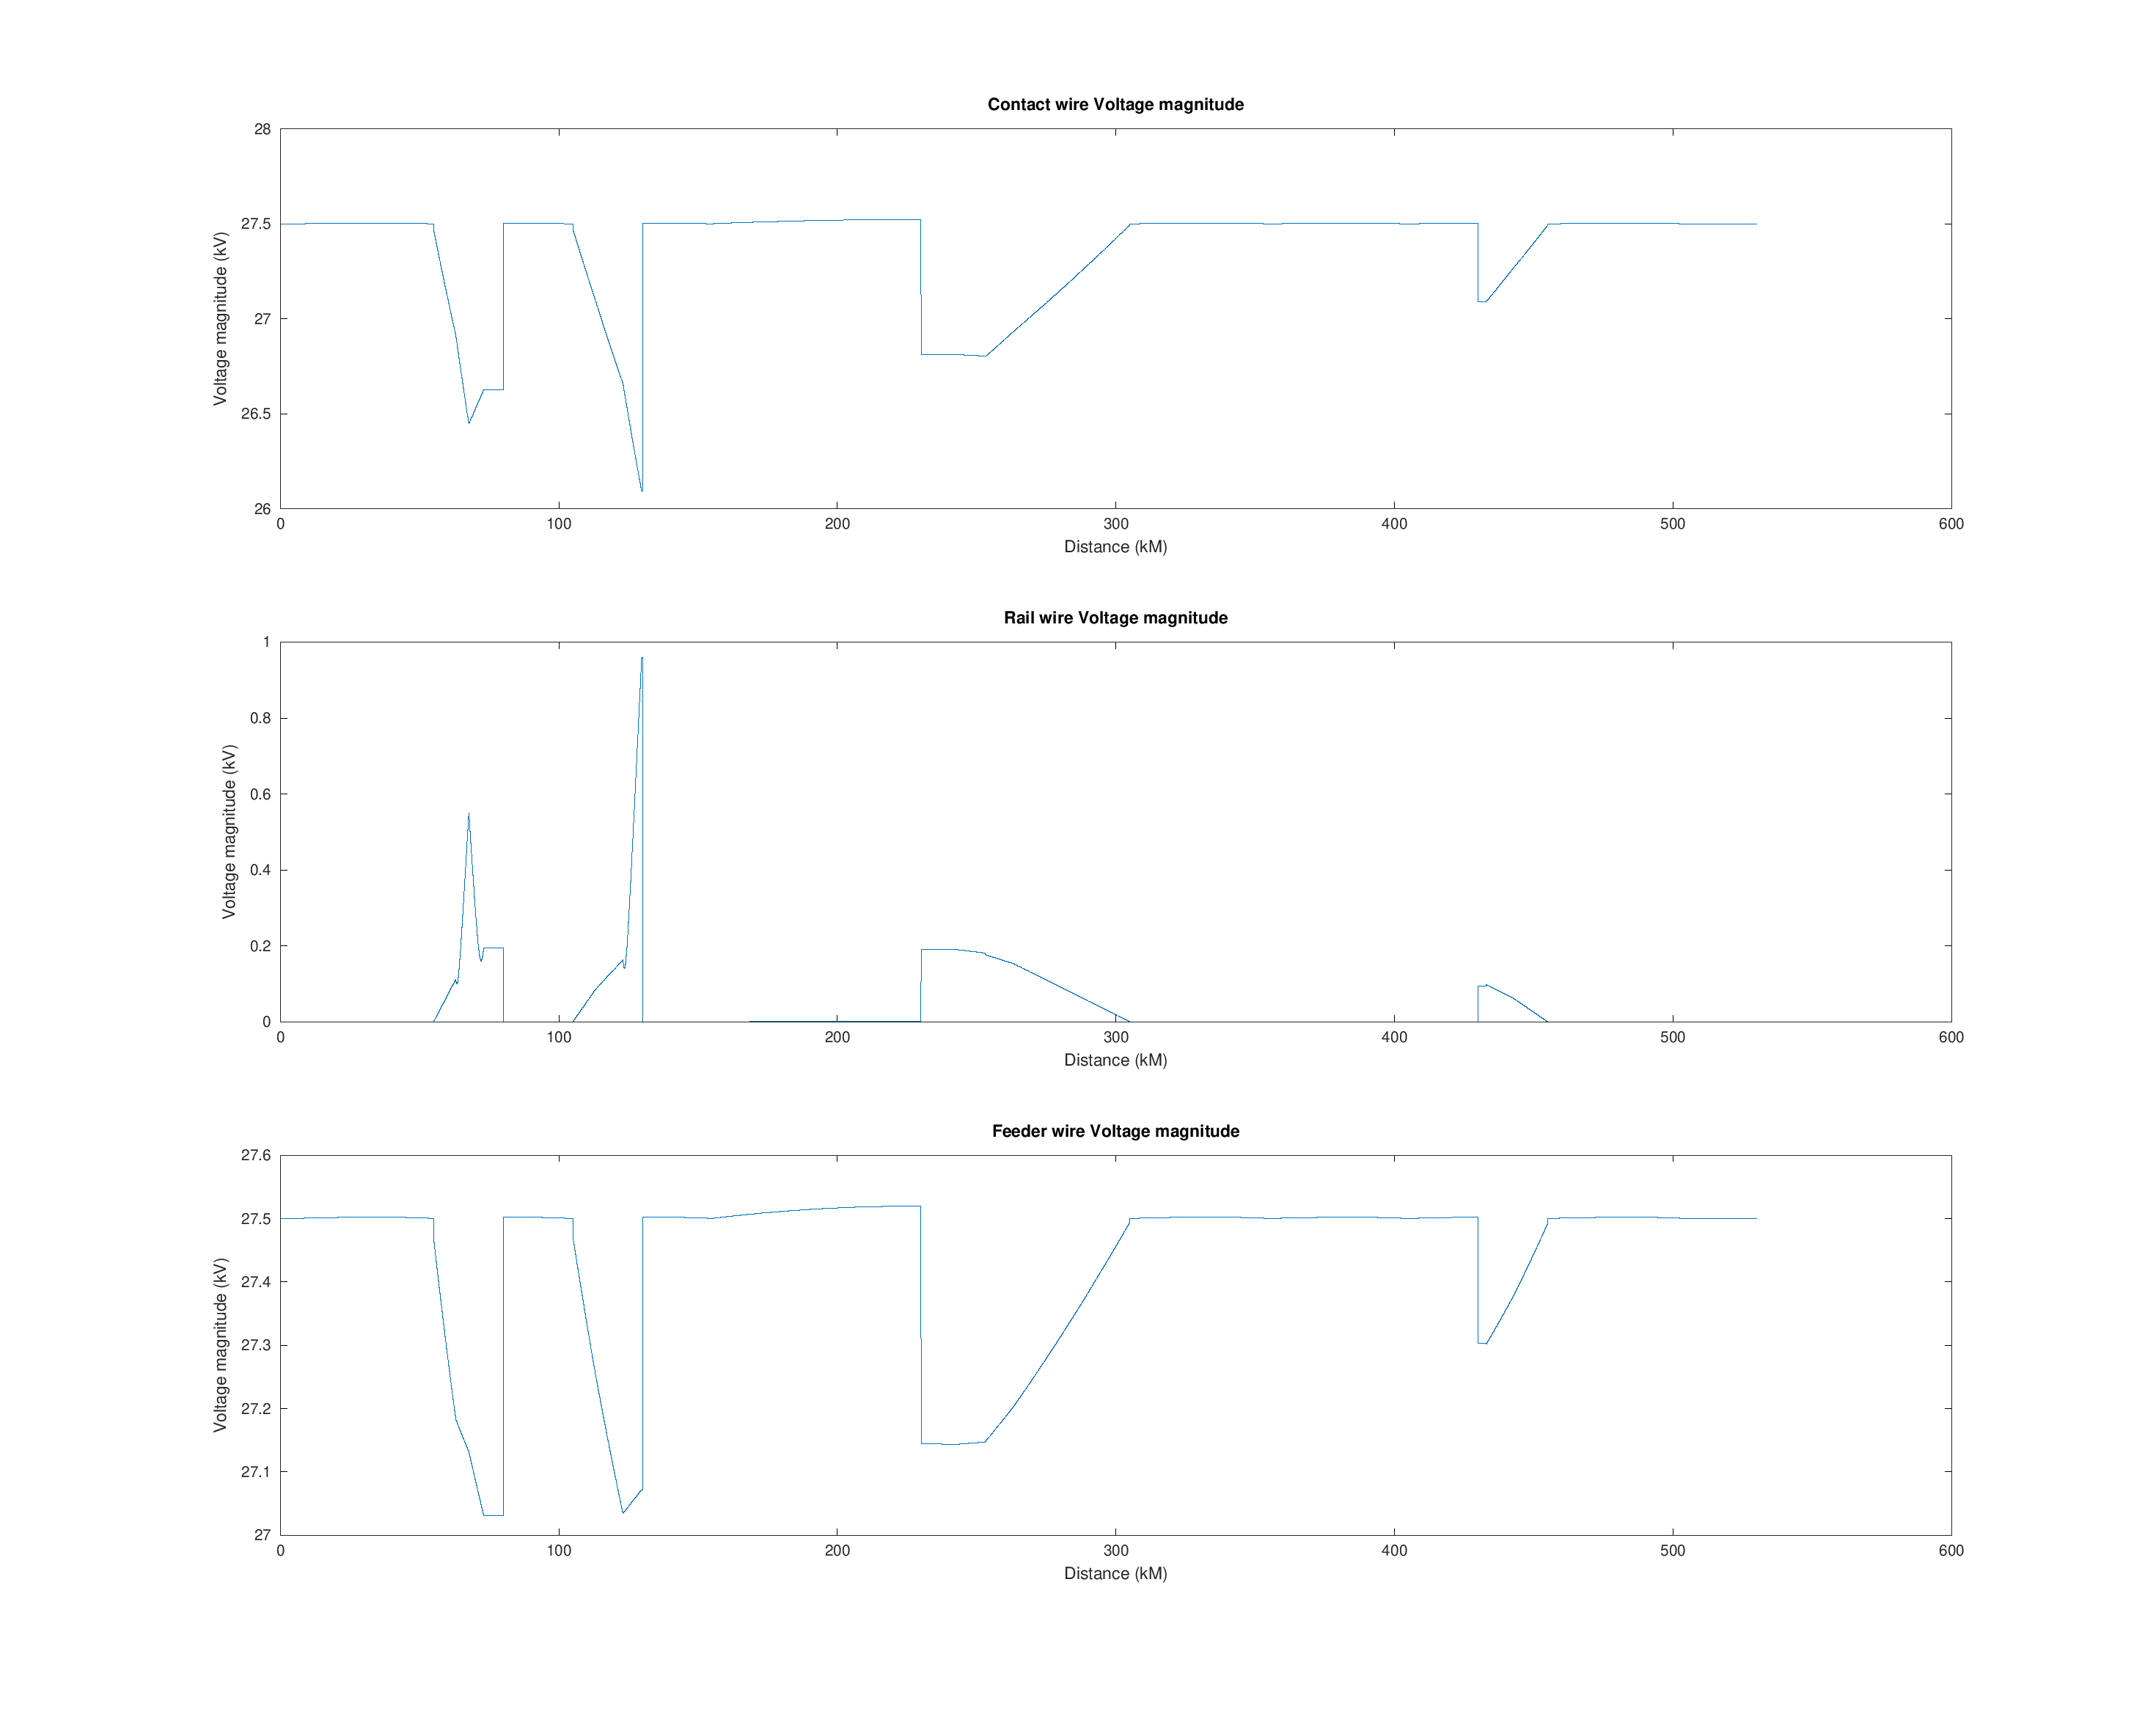 Contact wire Voltage magnitude
28
27.5
27
26.5
26
Voltage magnitude (kV)
0 100 200 300 400 500 600
Distance (kM)
Rail wire Voltage magnitude
1
0.8
0.6
0.4
0.2
0
Voltage magnitude (kV)
0 100 200 300 400 500 600
Distance (kM)
Feeder wire Voltage magnitude
27.6
27.5
27.4
27.3
27.2
27.1
27
Voltage magnitude (kV)
0 100 200 300 400 500 600
Distance (kM)